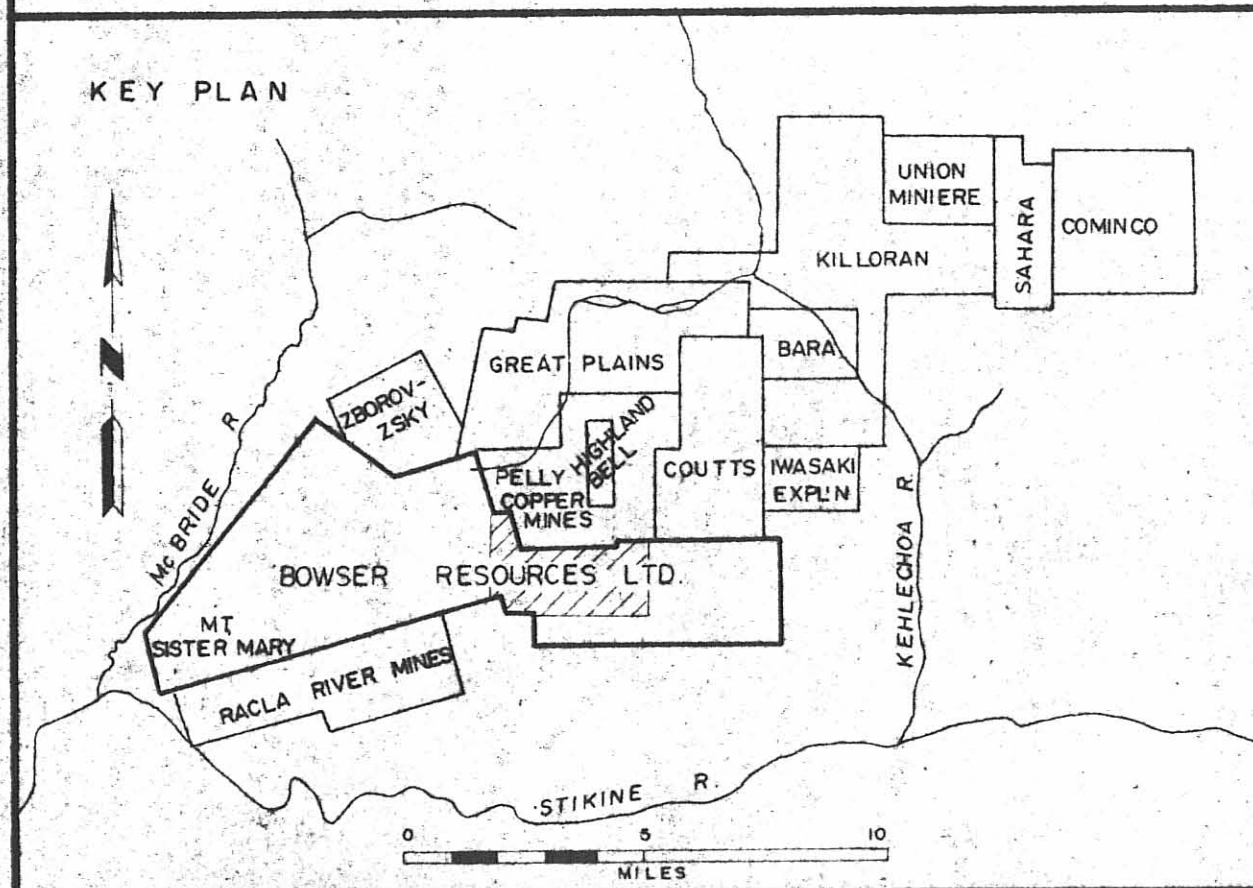 KEY PLAN
N
UNION
MINIERE
SAHARA
COMINCO
KILLORAN
BARA
GREAT PLAINS
ZBOROV-
ZSKY
HIGHLAND
BELL
PELLY
COPPER
MINES
COUTTS
IWASAKI
EXPL'N
McBRIDE R
KEHLECHOA R.
BOWSER RESOURCES LTD.
MT.
SISTER MARY
RACLA RIVER MINES
STIKINE R.
0 5 10
MILES